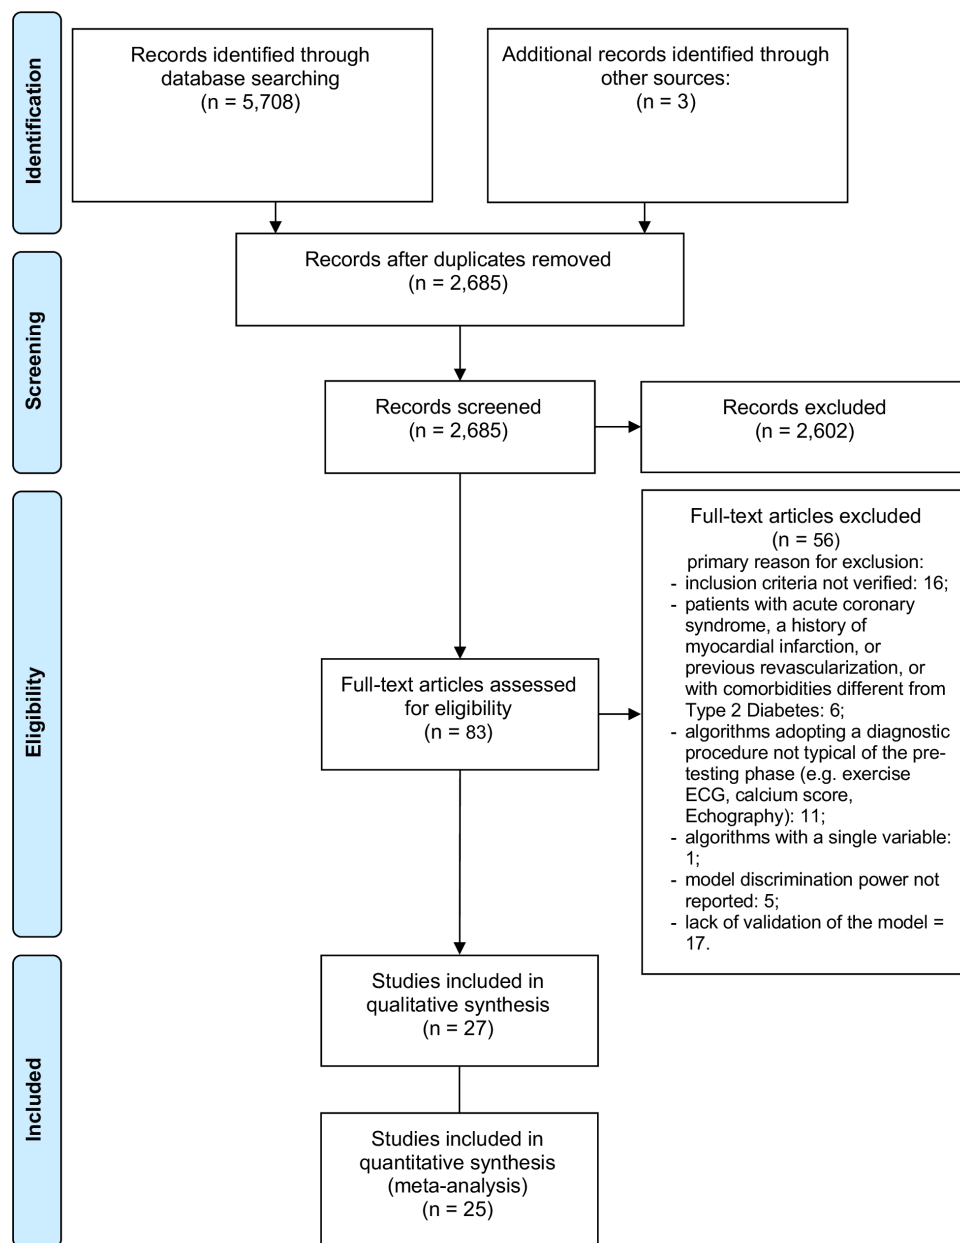 Identification
Records identified through
database searching
(n = 5,708)
Additional records identified through
other sources:
(n = 3)
Screening
Records after duplicates removed
(n = 2,685)
Records screened
(n = 2,685)
Records excluded
(n = 2,602)
Eligibility
Full-text articles assessed
for eligibility
(n = 83)
Full-text articles excluded
(n = 56)
primary reason for exclusion:
- inclusion criteria not verified: 16;
- patients with acute coronary
syndrome, a history of
myocardial infarction, or
previous revascularization, or
with comorbidities different from
Type 2 Diabetes: 6;
- algorithms adopting a diagnostic
procedure not typical of the pre-
testing phase (e.g. exercise
ECG, calcium score,
Echography): 11;
- algorithms with a single variable:
1;
- model discrimination power not
reported: 5;
- lack of validation of the model =
17.
Included
Studies included in
qualitative synthesis
(n = 27)
Studies included in
quantitative synthesis
(meta-analysis)
(n = 25)